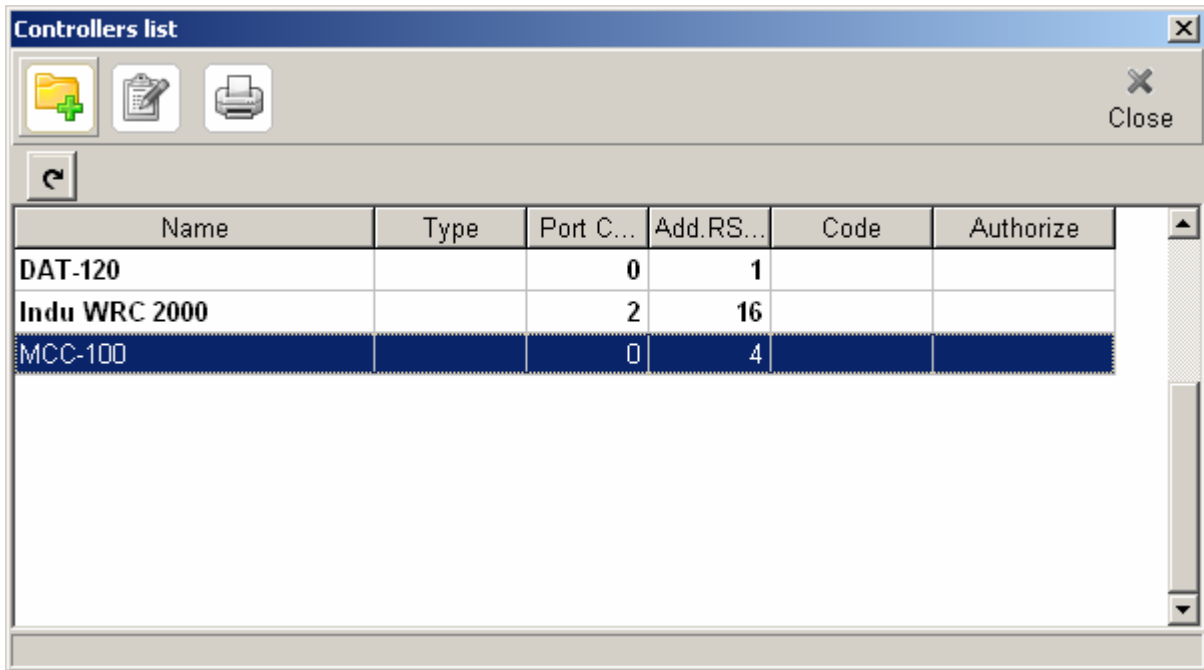 Controllers list
Close
Name Type Port C... Add.RS... Code Authorize
DAT-120 0 1
Indu WRC 2000 2 16
MCC-100 0 4